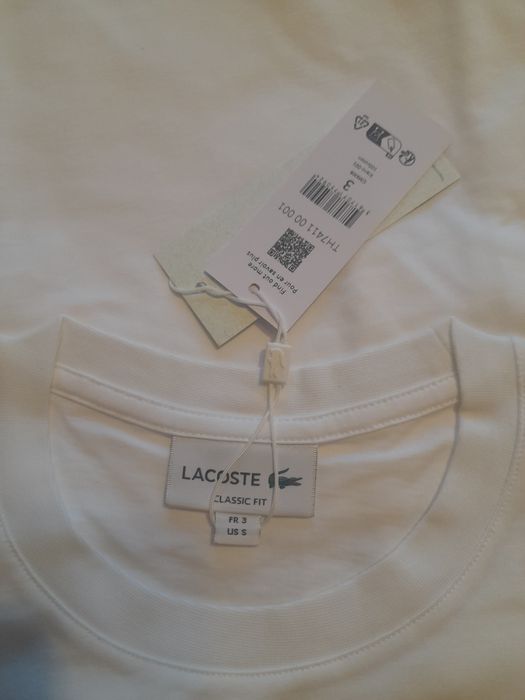 3
TH7411 00 001
Find out more
Pour en savoir plus
LACOSTE
CLASSIC FIT
FR 3
US S